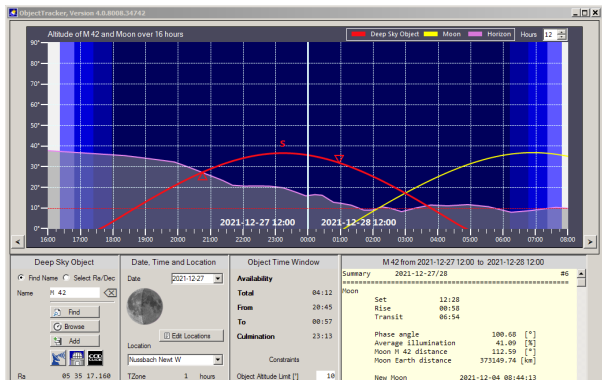 ObjectTracker, Version 4.0.8008.34742
Altitude of M 42 and Moon over 16 hours
Deep Sky Object Moon Horizon Hours 12
90°
80°
70°
60°
50°
40°
30°
20°
10°
0°
S
2021-12-27 12:00 2021-12-28 12:00
16:00 17:00 18:00 19:00 20:00 21:00 22:00 23:00 00:00 01:00 02:00 03:00 04:00 05:00 06:00 07:00 08:00
< >
Deep Sky Object
Find Name Select Ra/Dec
Name M 42
Find
Browse
Add
Ra 05 35 17.160
Date, Time and Location
Date 2021-12-27
Edit Locations
Location
Nussbach Newt W
TZone 1 hours
Object Time Window
Availability
Total 04:12
From 20:45
To 00:57
Culmination 23:13
Constraints
Object Altitude Limit [°] 10
M 42 from 2021-12-27 12:00 to 2021-12-28 12:00
Summary 2021-12-27/28 #6
Moon
Set 12:28
Rise 00:58
Transit 06:54
Phase angle 100.68 [°]
Average illumination 41.09 [%]
Moon M 42 distance 112.59 [°]
Moon Earth distance 373149.74 [km]
New Moon 2021-12-04 08:44:13